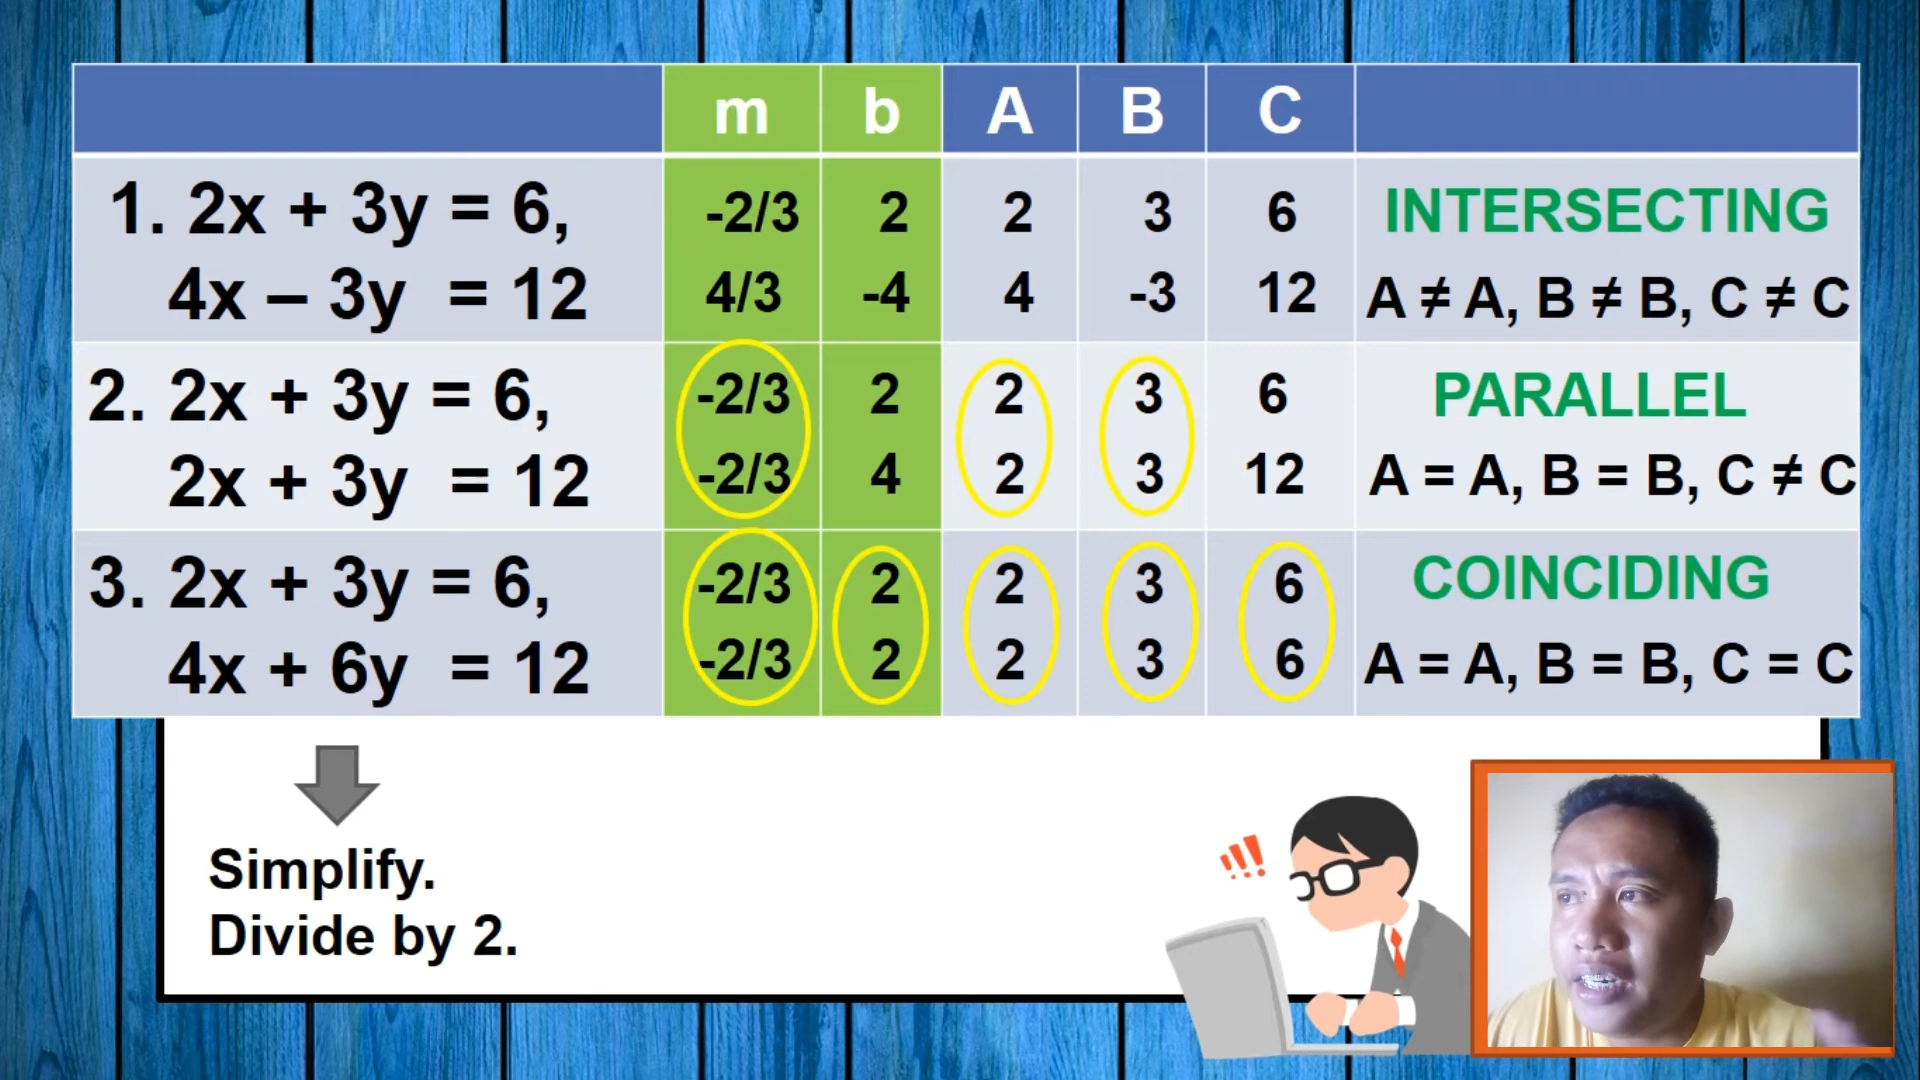 m b A B C
1. 2x + 3y = 6, -2/3 2 2 3 6 INTERSECTING
4x – 3y = 12 4/3 -4 4 -3 12 A ≠ A, B ≠ B, C ≠ C
2. 2x + 3y = 6, -2/3 2 2 3 6 PARALLEL
2x + 3y = 12 -2/3 4 2 3 12 A = A, B = B, C ≠ C
3. 2x + 3y = 6, -2/3 2 2 3 6 COINCIDING
4x + 6y = 12 -2/3 2 2 3 6 A = A, B = B, C = C
Simplify.
Divide by 2.
!!!